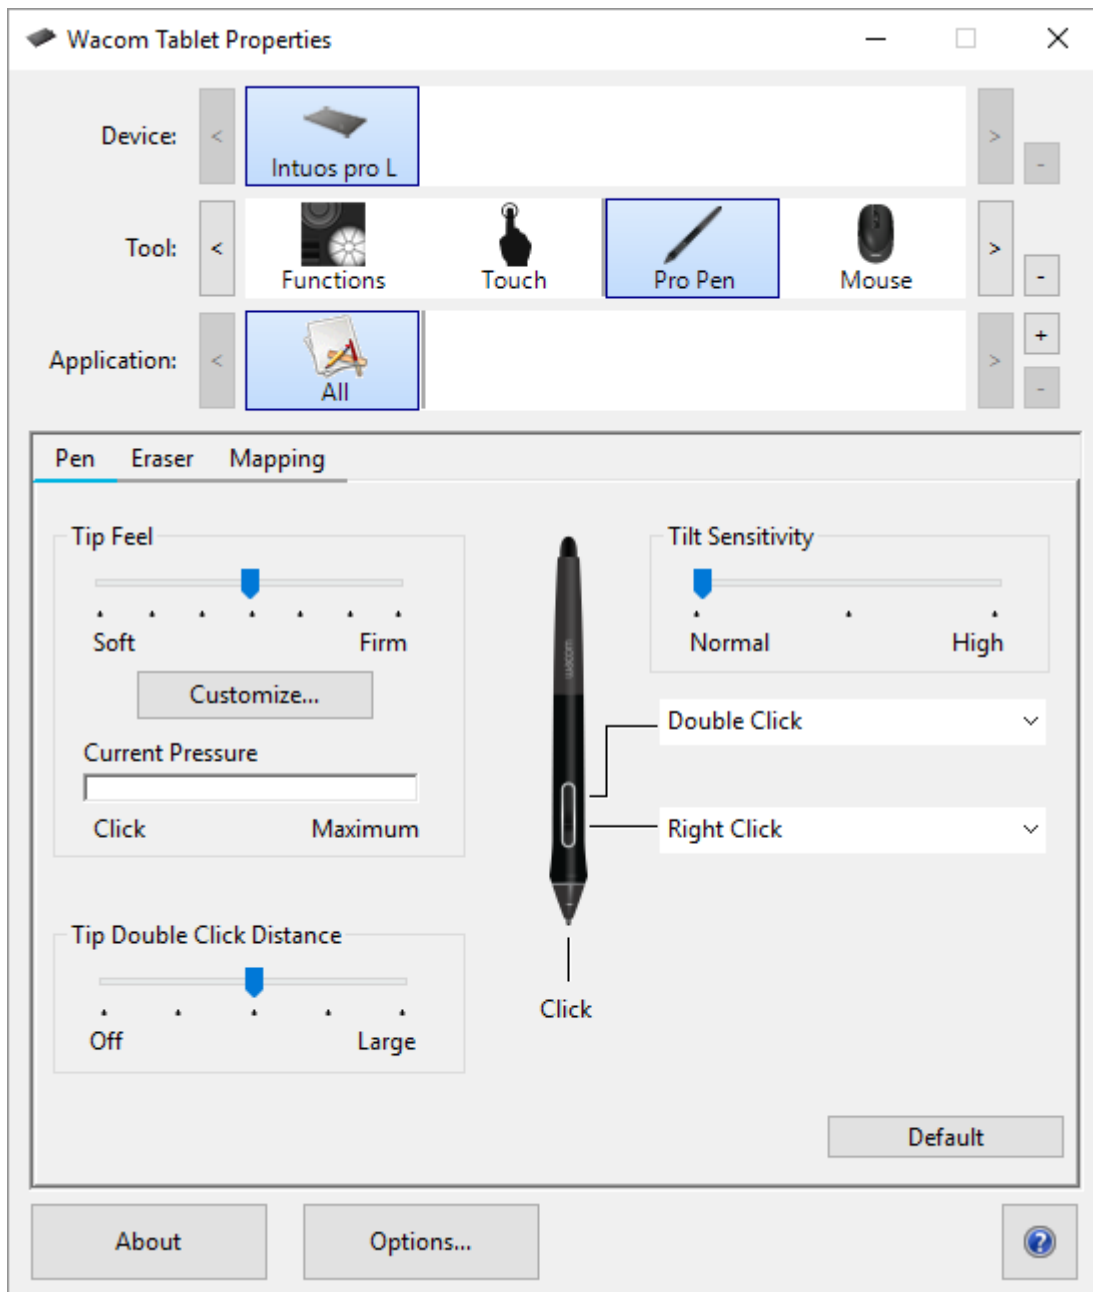 Wacom Tablet Properties
Device:
<
Intuos pro L
>
-
Tool:
<
Functions
Touch
Pro Pen
Mouse
>
-
Application:
<
All
>
+
-
Pen Eraser Mapping
Tip Feel
Soft Firm
Customize...
Current Pressure
Click Maximum
Tip Double Click Distance
Off Large
wacom
Click
Tilt Sensitivity
Normal High
Double Click
Right Click
Default
About
Options...
?